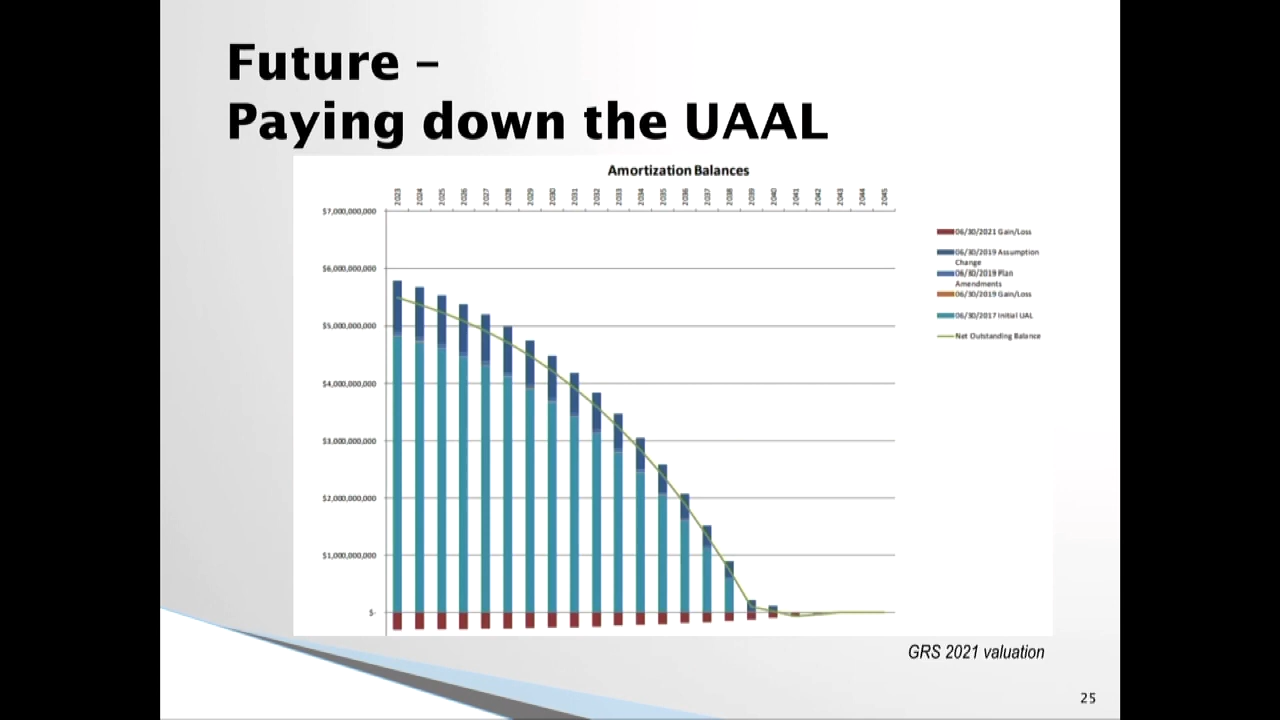 Future –
Paying down the UAAL
Amortization Balances
2023 2024 2025 2026 2027 2028 2029 2030 2031 2032 2033 2034 2035 2036 2037 2038 2039 2040 2041 2042 2043 2044 2045
$7,000,000,000
$6,000,000,000
$5,000,000,000
$4,000,000,000
$3,000,000,000
$2,000,000,000
$1,000,000,000
$-
06/30/2021 Gain/Loss
06/30/2019 Assumption
Change
06/30/2019 Plan
Amendments
06/30/2019 Gain/Loss
06/30/2017 Initial UAL
Net Outstanding Balance
GRS 2021 valuation
25